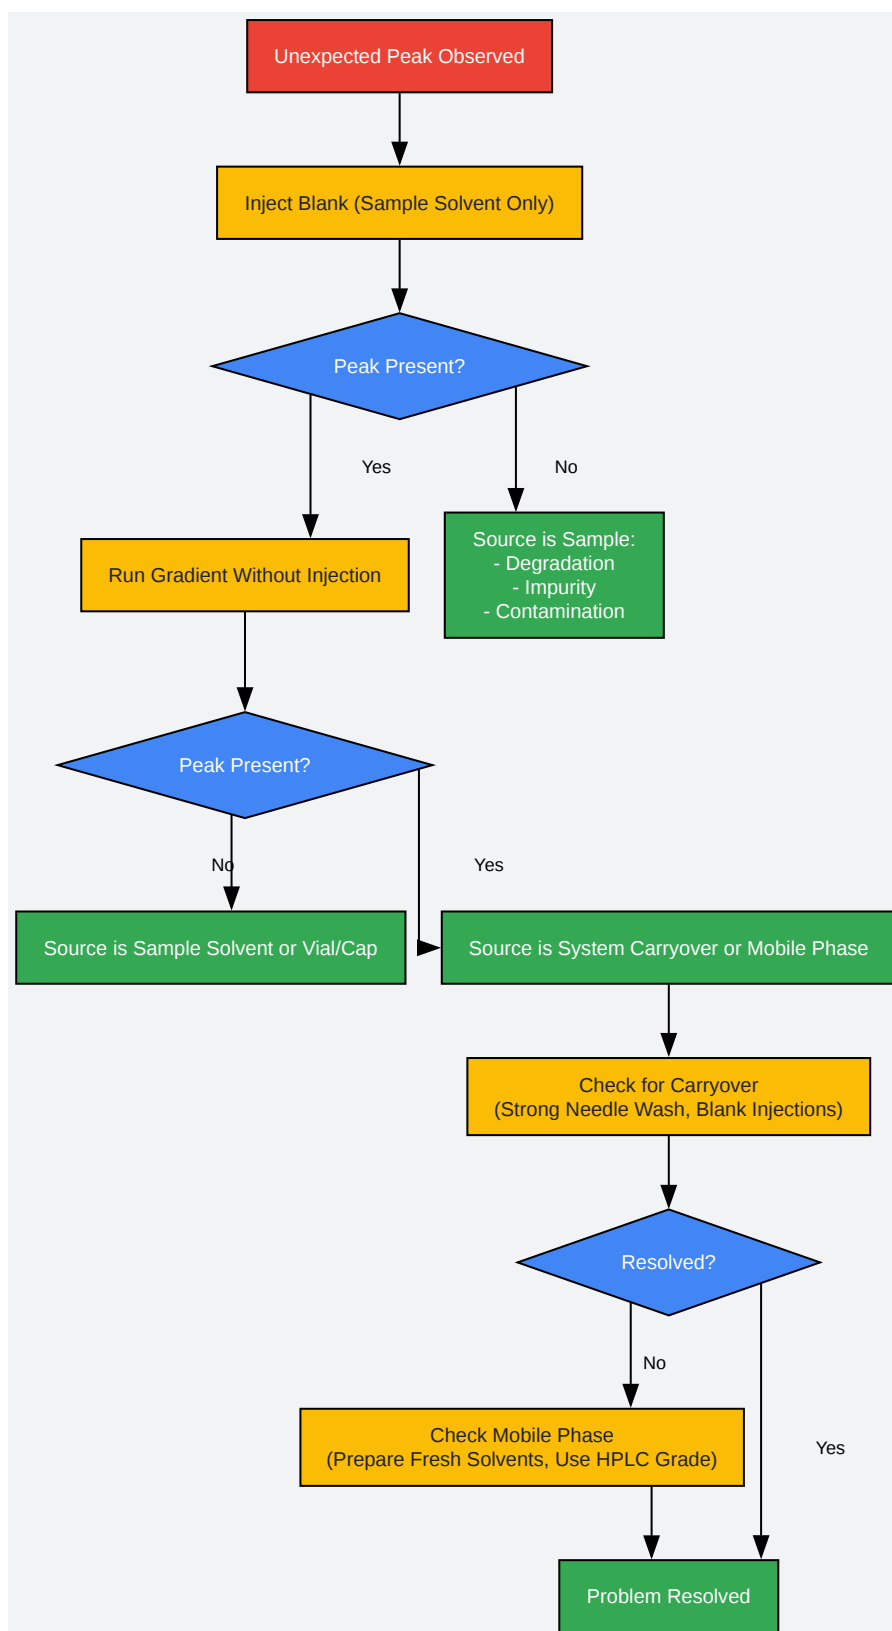 Unexpected Peak Observed
Inject Blank (Sample Solvent Only)
Peak Present?
Yes
No
Source is Sample:
- Degradation
- Impurity
- Contamination
Run Gradient Without Injection
Peak Present?
No
Yes
Source is Sample Solvent or Vial/Cap
Source is System Carryover or Mobile Phase
Check for Carryover
(Strong Needle Wash, Blank Injections)
Resolved?
No
Check Mobile Phase
(Prepare Fresh Solvents, Use HPLC Grade)
Yes
Problem Resolved